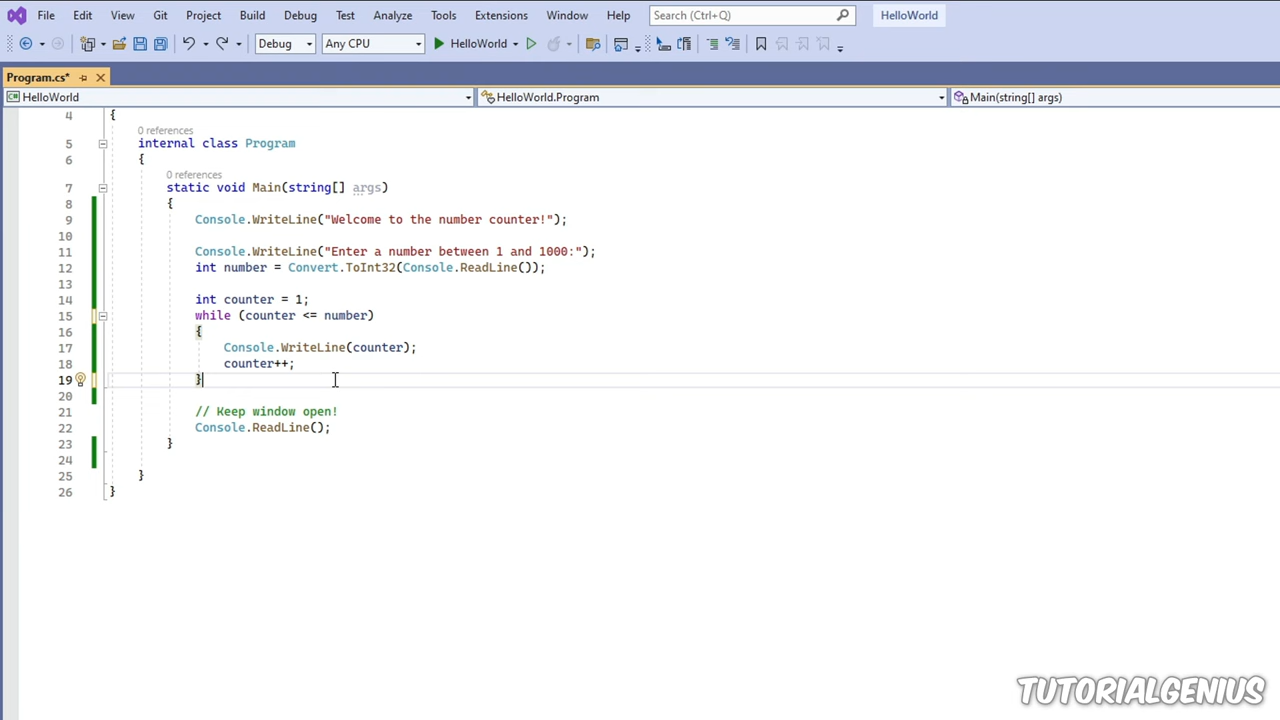 File Edit View Git Project Build Debug Test Analyze Tools Extensions Window Help Search (Ctrl+Q) HelloWorld
Debug Any CPU HelloWorld
Program.cs*
HelloWorld HelloWorld.Program Main(string[] args)
4 {
0 references
5 internal class Program
6 {
0 references
7 static void Main(string[] args)
8 {
9 Console.WriteLine("Welcome to the number counter!");
10
11 Console.WriteLine("Enter a number between 1 and 1000:");
12 int number = Convert.ToInt32(Console.ReadLine());
13
14 int counter = 1;
15 while (counter <= number)
16 {
17 Console.WriteLine(counter);
18 counter++;
19 }
20
21 // Keep window open!
22 Console.ReadLine();
23 }
24
25 }
26 }
TUTORIALGENIUS